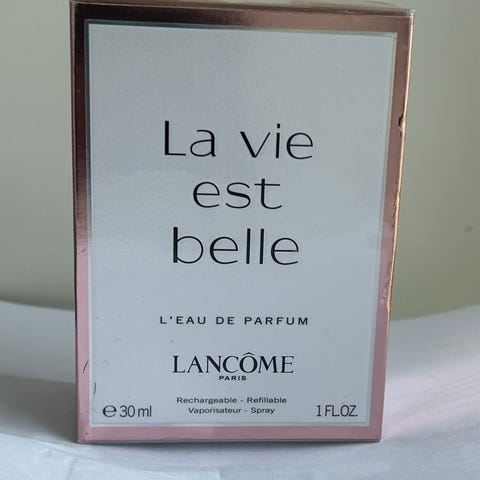 La vie
est
belle
L'EAU DE PARFUM
LANCÔME
PARIS
Rechargeable - Refillable
Vaporisateur - Spray
℮30 ml
1 FL.OZ.